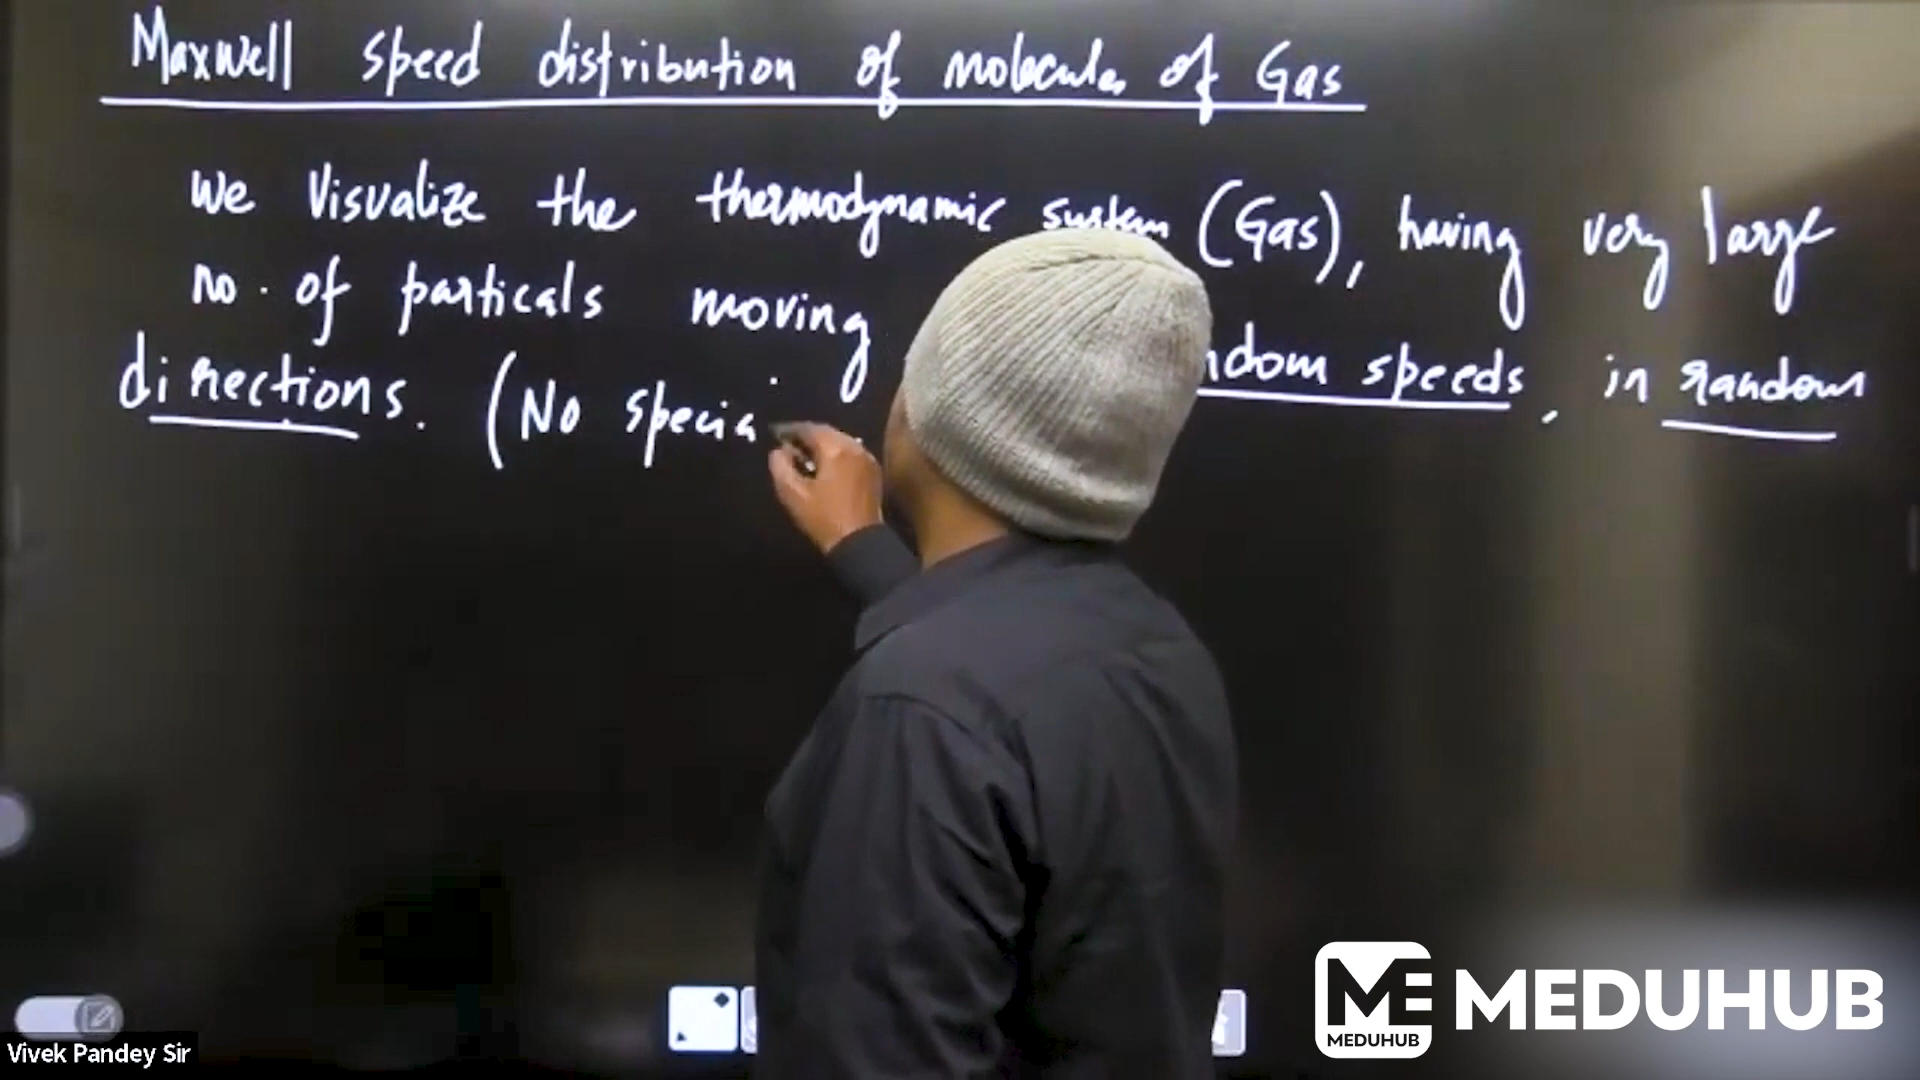 Maxwell speed distribution of molecules of Gas
We visualize the thermodynamic system (Gas), having very large
no. of particals moving ndom speeds, in random
directions. (No specia
ME MEDUHUB
MEDUHUB
Vivek Pandey Sir